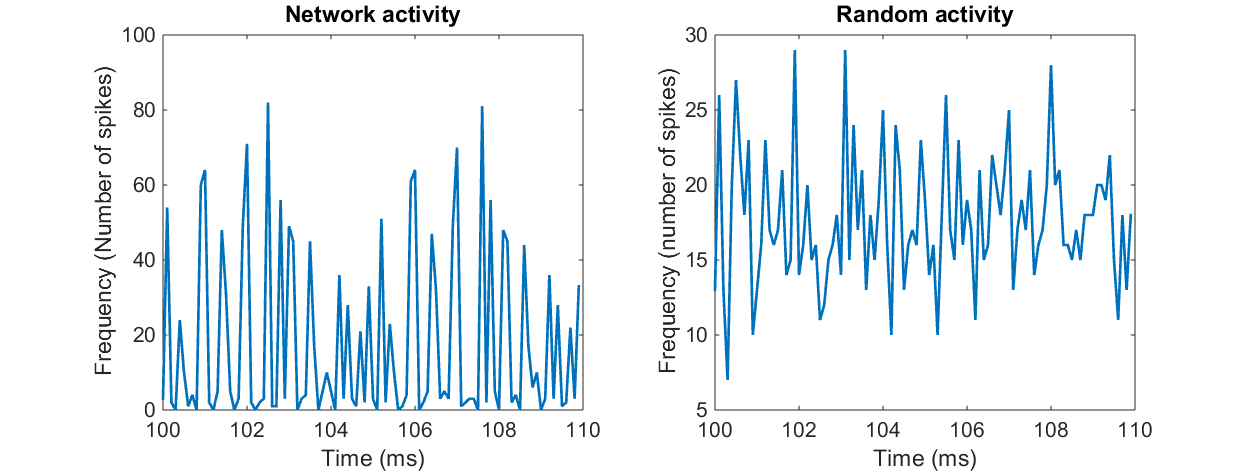 Network activity
Frequency (Number of spikes)
100
80
60
40
20
0
100 102 104 106 108 110
Time (ms)
Random activity
Frequency (number of spikes)
30
25
20
15
10
5
100 102 104 106 108 110
Time (ms)